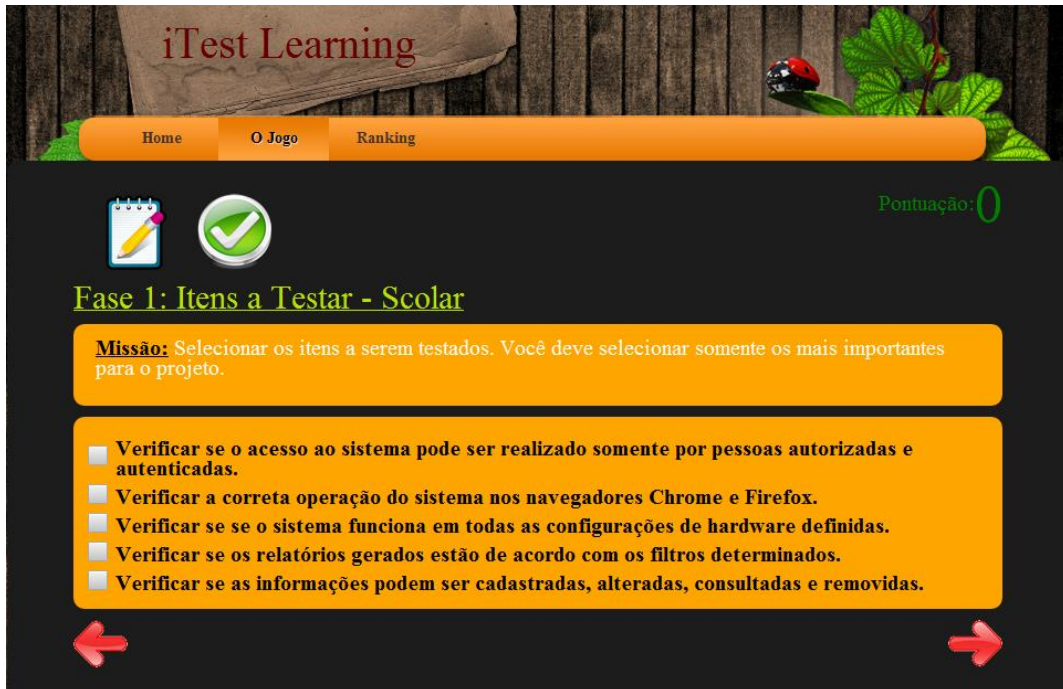 iTest Learning
Home O Jogo Ranking
Pontuação:0
Fase 1: Itens a Testar - Scolar
Missão: Selecionar os itens a serem testados. Você deve selecionar somente os mais importantes
para o projeto.
Verificar se o acesso ao sistema pode ser realizado somente por pessoas autorizadas e
autenticadas.
Verificar a correta operação do sistema nos navegadores Chrome e Firefox.
Verificar se se o sistema funciona em todas as configurações de hardware definidas.
Verificar se os relatórios gerados estão de acordo com os filtros determinados.
Verificar se as informações podem ser cadastradas, alteradas, consultadas e removidas.